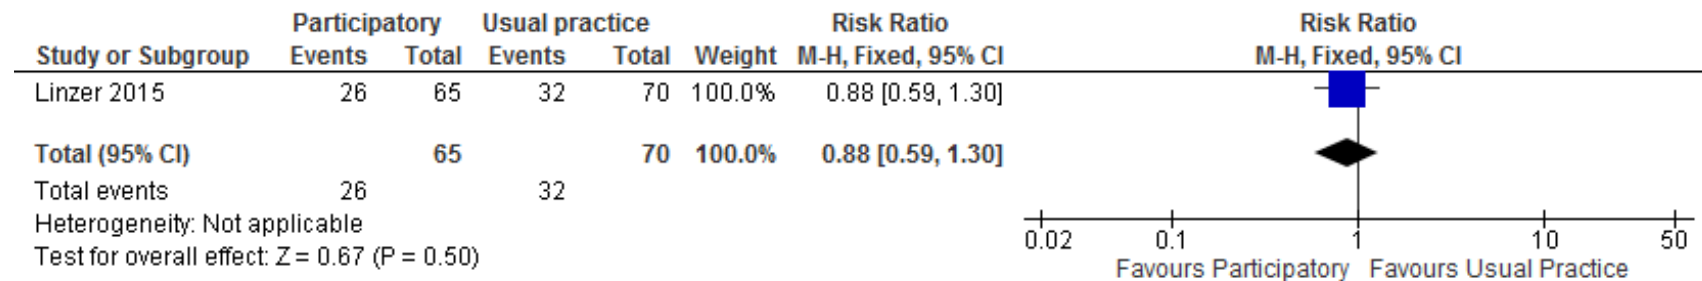 Participatory Usual practice Risk Ratio Risk Ratio
Study or Subgroup Events Total Events Total Weight M-H, Fixed, 95% CI M-H, Fixed, 95% CI
Linzer 2015 26 65 32 70 100.0% 0.88 [0.59, 1.30]
Total (95% CI) 65 70 100.0% 0.88 [0.59, 1.30]
Total events 26 32
Heterogeneity: Not applicable
Test for overall effect: Z = 0.67 (P = 0.50)
0.02 0.1 1 10 50
Favours Participatory Favours Usual Practice